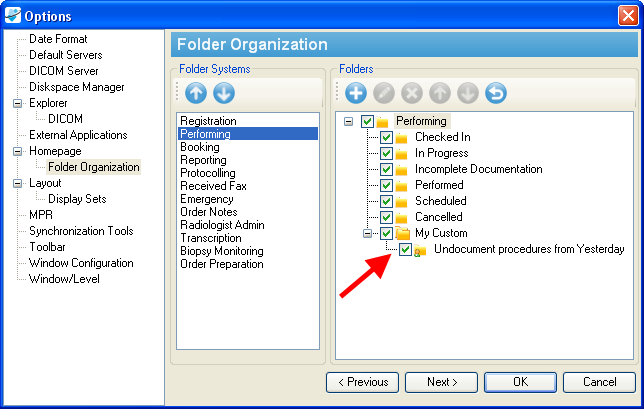 Options
Date Format
Default Servers
DICOM Server
Diskspace Manager
Explorer
DICOM
External Applications
Homepage
Folder Organization
Layout
Display Sets
MPR
Synchronization Tools
Toolbar
Window Configuration
Window/Level
Folder Organization
Folder Systems
Registration
Performing
Booking
Reporting
Protocolling
Received Fax
Emergency
Order Notes
Radiologist Admin
Transcription
Biopsy Monitoring
Order Preparation
Folders
Performing
Checked In
In Progress
Incomplete Documentation
Performed
Scheduled
Cancelled
My Custom
Undocument procedures from Yesterday
< Previous
Next >
OK
Cancel